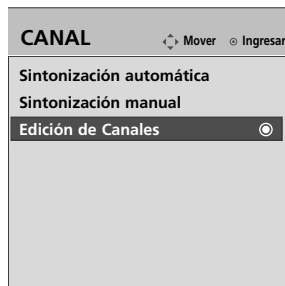 CANAL Mover Ingresar
Sintonización automática
Sintonización manual
Edición de Canales